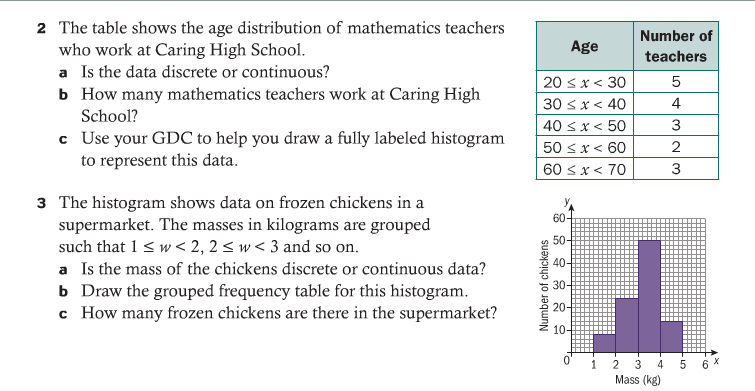 2 The table shows the age distribution of mathematics teachers
who work at Caring High School.
a Is the data discrete or continuous?
b How many mathematics teachers work at Caring High
School?
c Use your GDC to help you draw a fully labeled histogram
to represent this data.
Age Number of
teachers
20 ≤ x < 30 5
30 ≤ x < 40 4
40 ≤ x < 50 3
50 ≤ x < 60 2
60 ≤ x < 70 3
3 The histogram shows data on frozen chickens in a
supermarket. The masses in kilograms are grouped
such that 1 ≤ w < 2, 2 ≤ w < 3 and so on.
a Is the mass of the chickens discrete or continuous data?
b Draw the grouped frequency table for this histogram.
c How many frozen chickens are there in the supermarket?
y
60
50
40
30
20
10
Number of chickens
0 1 2 3 4 5 6 x
Mass (kg)